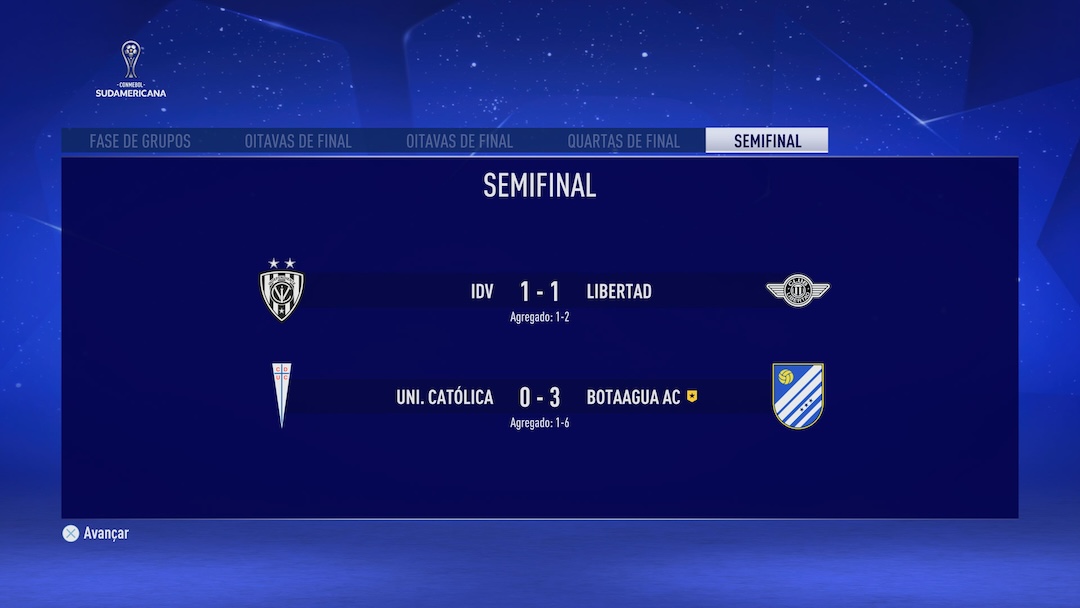 -CONMEBOL-
SUDAMERICANA
FASE DE GRUPOS OITAVAS DE FINAL OITAVAS DE FINAL QUARTAS DE FINAL SEMIFINAL
SEMIFINAL
IDV 1 - 1 LIBERTAD
Agregado: 1-2
UNI. CATÓLICA 0 - 3 BOTAAGUA AC
Agregado: 1-6
Avançar